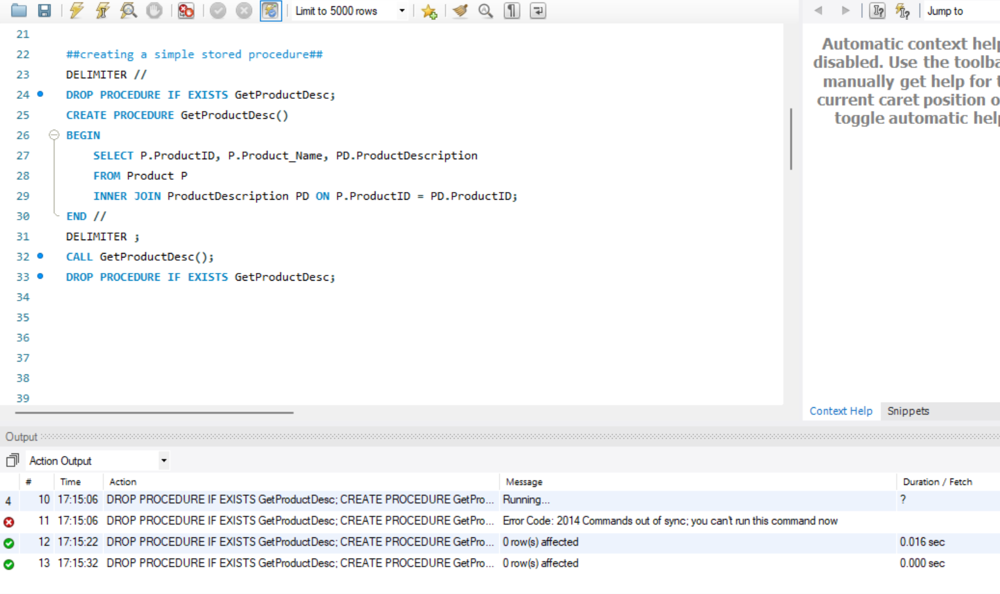 Limit to 5000 rows
Jump to
21
22 ##creating a simple stored procedure##
23 DELIMITER //
24 DROP PROCEDURE IF EXISTS GetProductDesc;
25 CREATE PROCEDURE GetProductDesc()
26 BEGIN
27 SELECT P.ProductID, P.Product_Name, PD.ProductDescription
28 FROM Product P
29 INNER JOIN ProductDescription PD ON P.ProductID = PD.ProductID;
30 END //
31 DELIMITER ;
32 CALL GetProductDesc();
33 DROP PROCEDURE IF EXISTS GetProductDesc;
34
35
36
37
38
39
Automatic context help
disabled. Use the toolba
manually get help for t
current caret position o
toggle automatic help
Context Help Snippets
Output
Action Output
# Time Action Message Duration / Fetch
4 10 17:15:06 DROP PROCEDURE IF EXISTS GetProductDesc; CREATE PROCEDURE GetPro... Running... ?
11 17:15:06 DROP PROCEDURE IF EXISTS GetProductDesc; CREATE PROCEDURE GetPro... Error Code: 2014 Commands out of sync; you can't run this command now
12 17:15:22 DROP PROCEDURE IF EXISTS GetProductDesc; CREATE PROCEDURE GetPro... 0 row(s) affected 0.016 sec
13 17:15:32 DROP PROCEDURE IF EXISTS GetProductDesc; CREATE PROCEDURE GetPro... 0 row(s) affected 0.000 sec